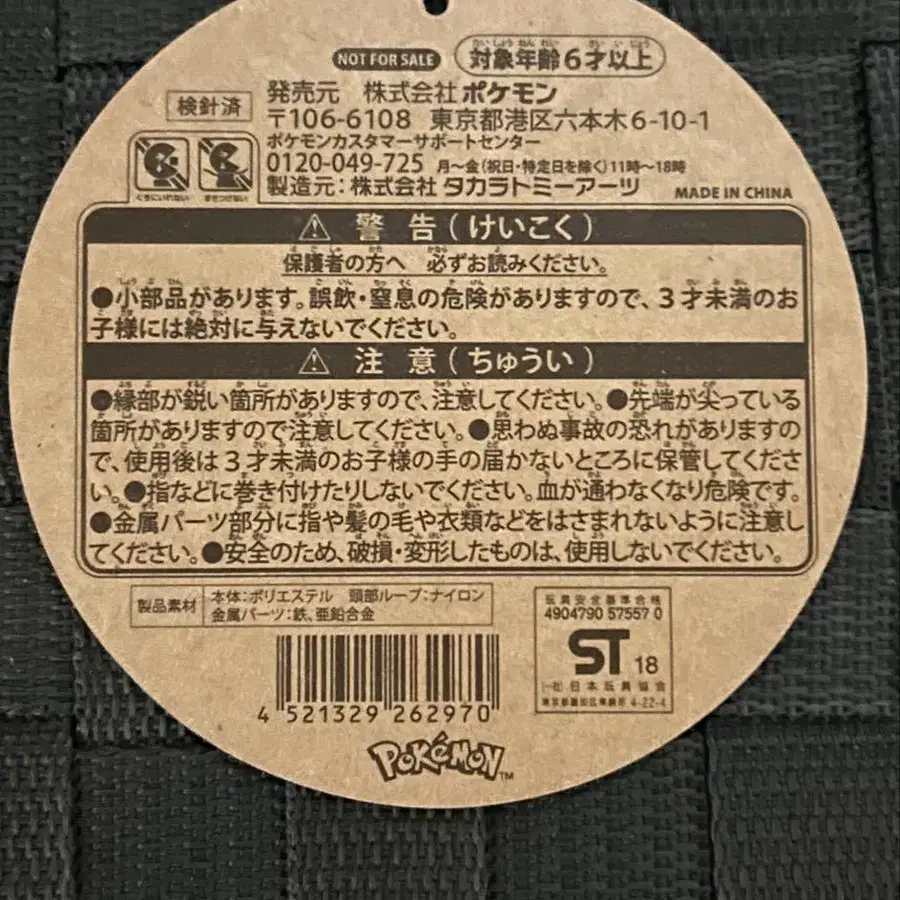 NOT FOR SALE 対象年齢6才以上
検針済 発売元 株式会社ポケモン
〒106-6108 東京都港区六本木6-10-1
ポケモンカスタマーサポートセンター
0120-049-725 月~金(祝日・特定日を除く)11時~18時
くちにいれない まきつけない 製造元:株式会社 タカラトミーアーツ MADE IN CHINA
⚠ 警告(けいこく)
保護者の方へ 必ずお読みください。
●小部品があります。誤飲・窒息の危険がありますので、3才未満のお
子様には絶対に与えないでください。
⚠ 注意(ちゅうい)
●縁部が鋭い箇所がありますので、注意してください。●先端が尖っている
箇所がありますので注意してください。●思わぬ事故の恐れがありますの
で、使用後は3才未満のお子様の手の届かないところに保管してくださ
い。●指などに巻き付けたりしないでください。血が通わなくなり危険です。
●金属パーツ部分に指や髪の毛や衣類などをはさまれないように注意し
てください。●安全のため、破損・変形したものは、使用しないでください。
製品素材 本体:ポリエステル 頭部ループ:ナイロン
金属パーツ:鉄、亜鉛合金
玩具安全基準合格
4904790 57557 0
ST 18
(一社)日本玩具協会
4-22-4
4 521329 262970
POKéMON™